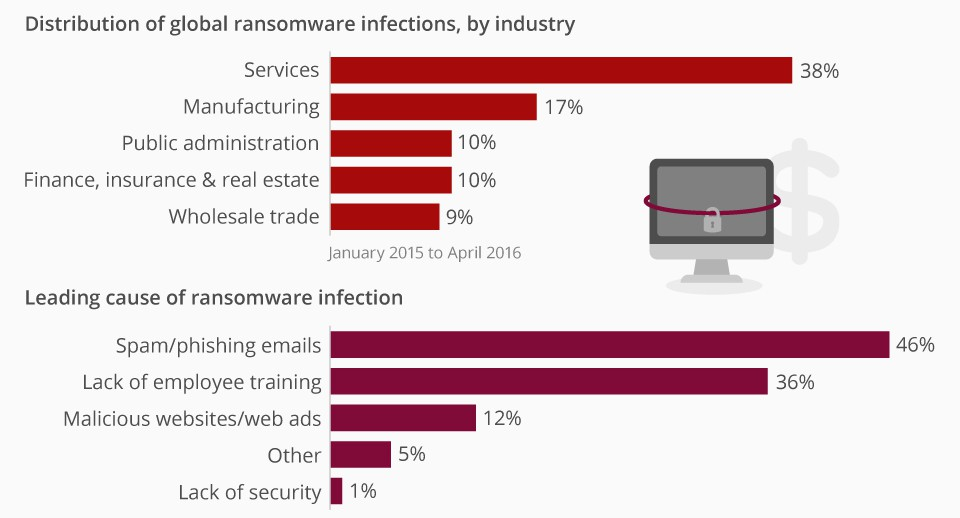 Distribution of global ransomware infections, by industry
Services 38%
Manufacturing 17%
Public administration 10%
Finance, insurance & real estate 10%
Wholesale trade 9%
January 2015 to April 2016
Leading cause of ransomware infection
Spam/phishing emails 46%
Lack of employee training 36%
Malicious websites/web ads 12%
Other 5%
Lack of security 1%
$